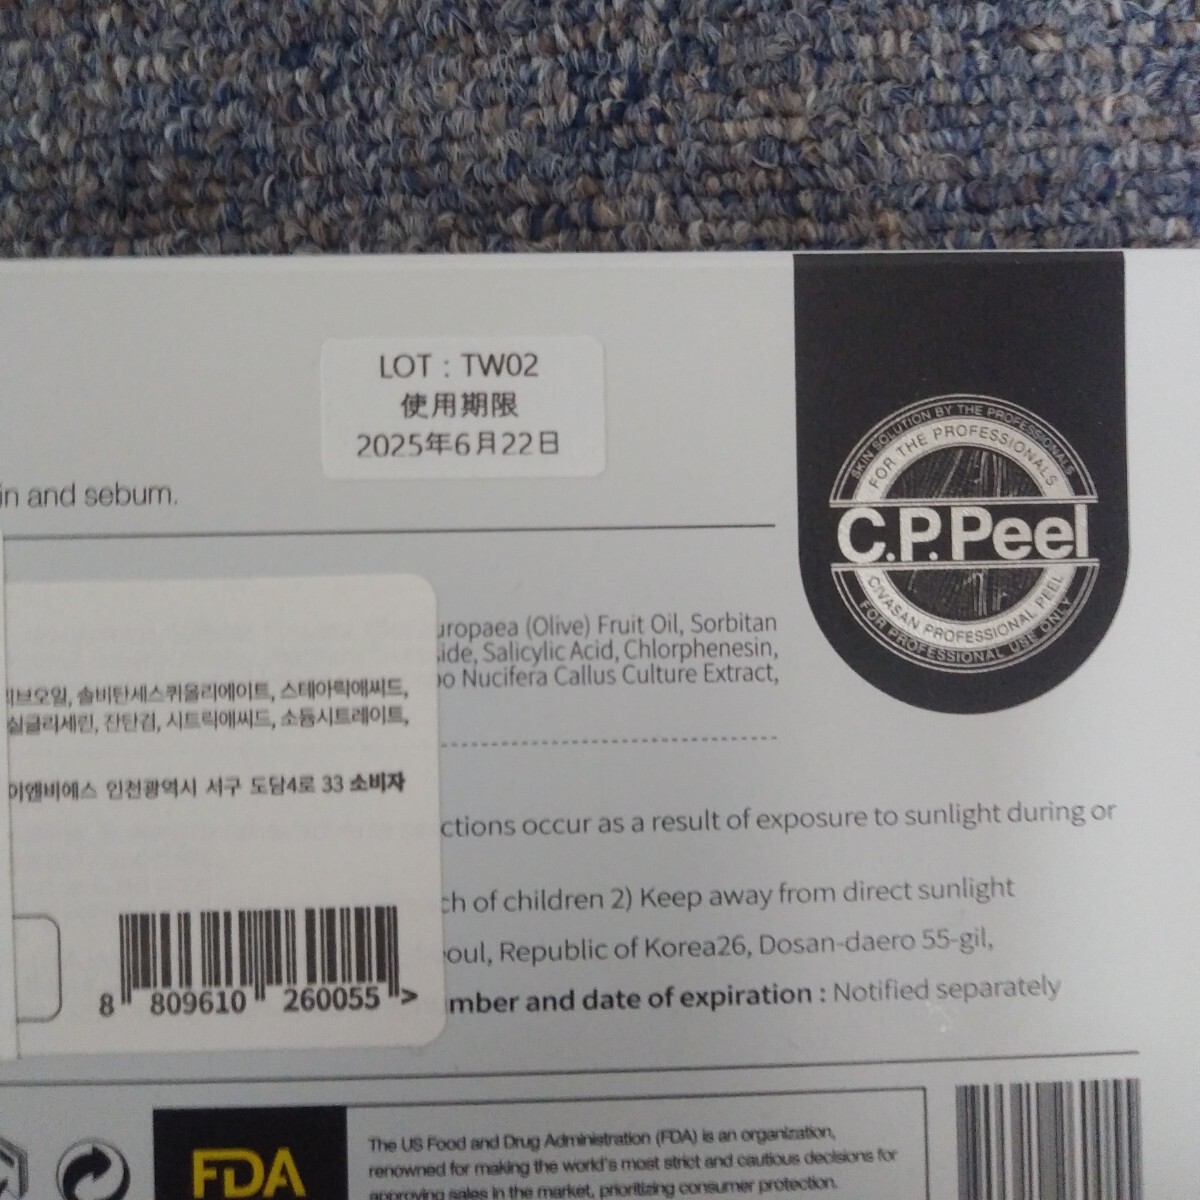 LOT : TW02
使用期限
2025年6月22日
in and sebum.
SKIN SOLUTION BY THE PROFESSIONALS
FOR THE PROFESSIONALS
C.P.Peel
CIVASAN PROFESSIONAL PEEL
FOR PROFESSIONAL USE ONLY
uropaea (Olive) Fruit Oil, Sorbitan
side, Salicylic Acid, Chlorphenesin,
bo Nucifera Callus Culture Extract,
브오일, 솔비탄세스퀴올리에이트, 스테아릭애씨드,
실글리세린, 잔탄검, 시트릭애씨드, 소듐시트레이트,
이엔비에스 인천광역시 서구 도담4로 33 소비자
ctions occur as a result of exposure to sunlight during or
ch of children 2) Keep away from direct sunlight
oul, Republic of Korea26, Dosan-daero 55-gil,
mber and date of expiration : Notified separately
8 809610 260055 >
FDA
The US Food and Drug Administration (FDA) is an organization,
renowned for making the world's most strict and cautious decisions for
approving sales in the market, prioritizing consumer protection.